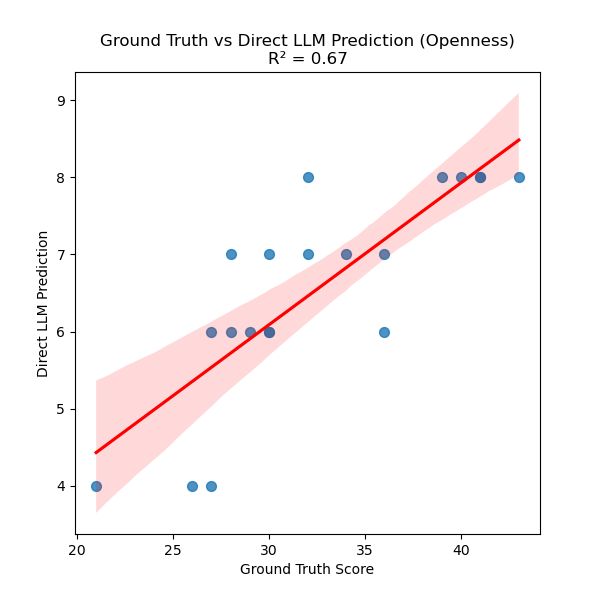 Ground Truth vs Direct LLM Prediction (Openness)
R² = 0.67
9
8
7
6
5
4
Direct LLM Prediction
20 25 30 35 40
Ground Truth Score